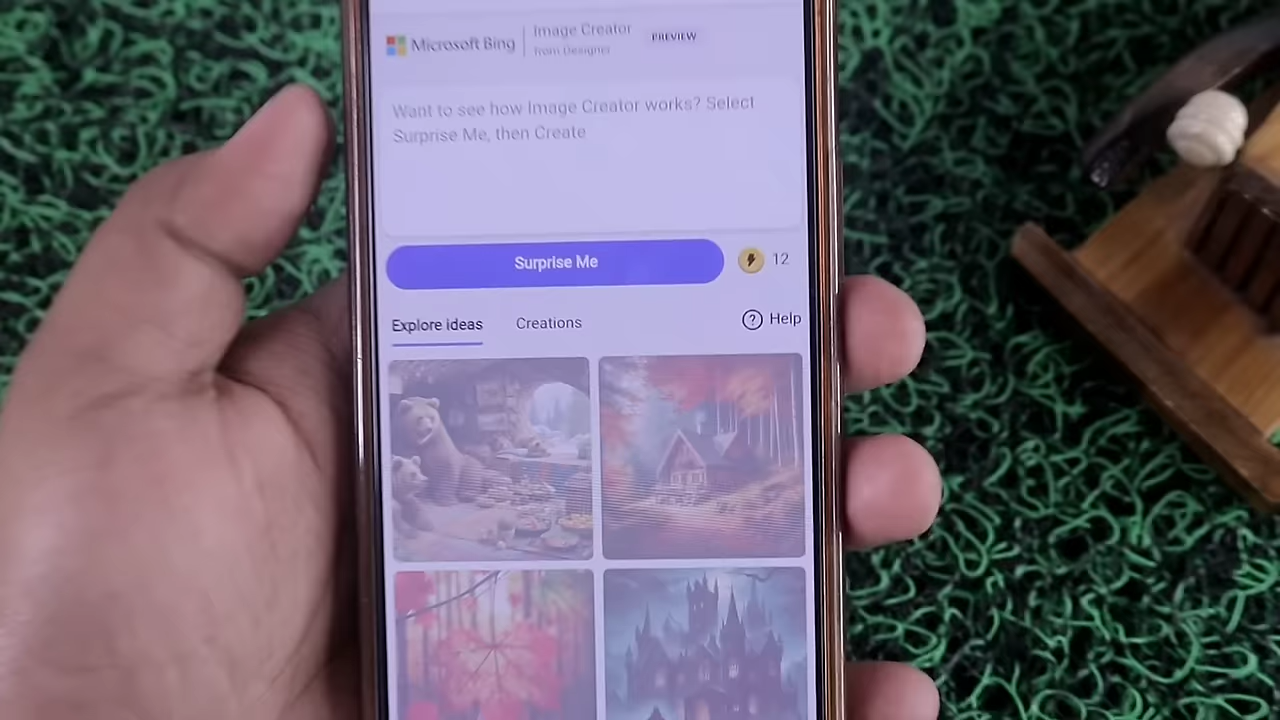 Microsoft Bing
Image Creator
from Designer
PREVIEW
Want to see how Image Creator works? Select
Surprise Me, then Create
Surprise Me
12
Explore ideas
Creations
? Help